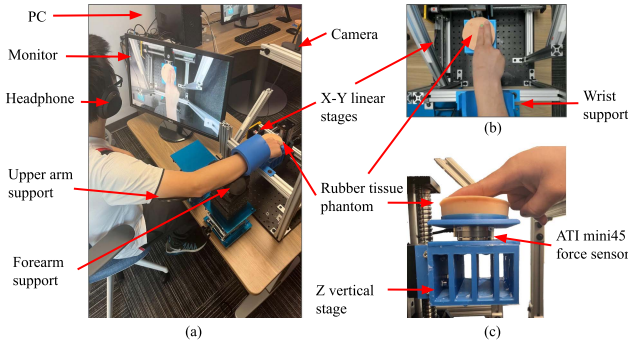 PC
Monitor
Headphone
Upper arm
support
Forearm
support
(a)
Camera
X-Y linear
stages
Rubber tissue
phantom
Z vertical
stage
Wrist
support
(b)
ATI mini45
force sensor
(c)